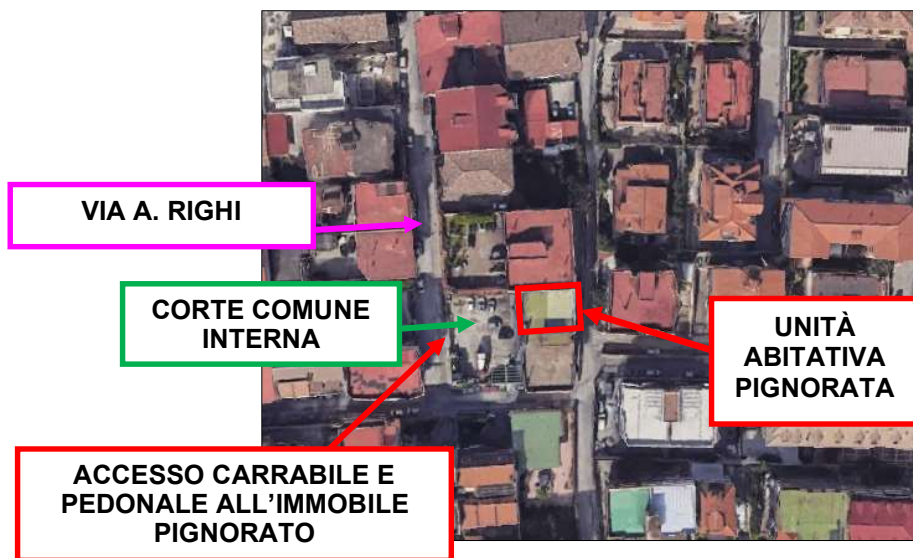 VIA A. RIGHI
CORTE COMUNE
INTERNA
UNITÀ
ABITATIVA
PIGNORATA
ACCESSO CARRABILE E
PEDONALE ALL'IMMOBILE
PIGNORATO